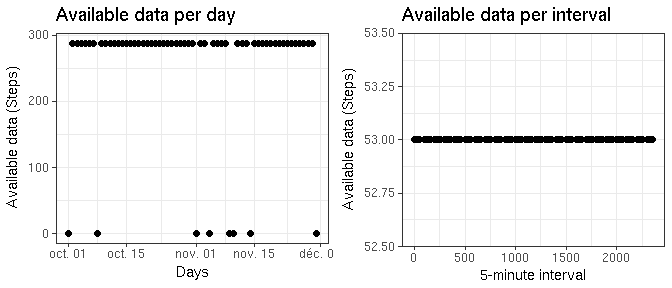 Available data per day
Available data (Steps)
300
200
100
0
oct. 01
oct. 15
nov. 01
nov. 15
déc. 0
Days
Available data per interval
Available data (Steps)
53.50
53.25
53.00
52.75
52.50
0
500
1000
1500
2000
5-minute interval